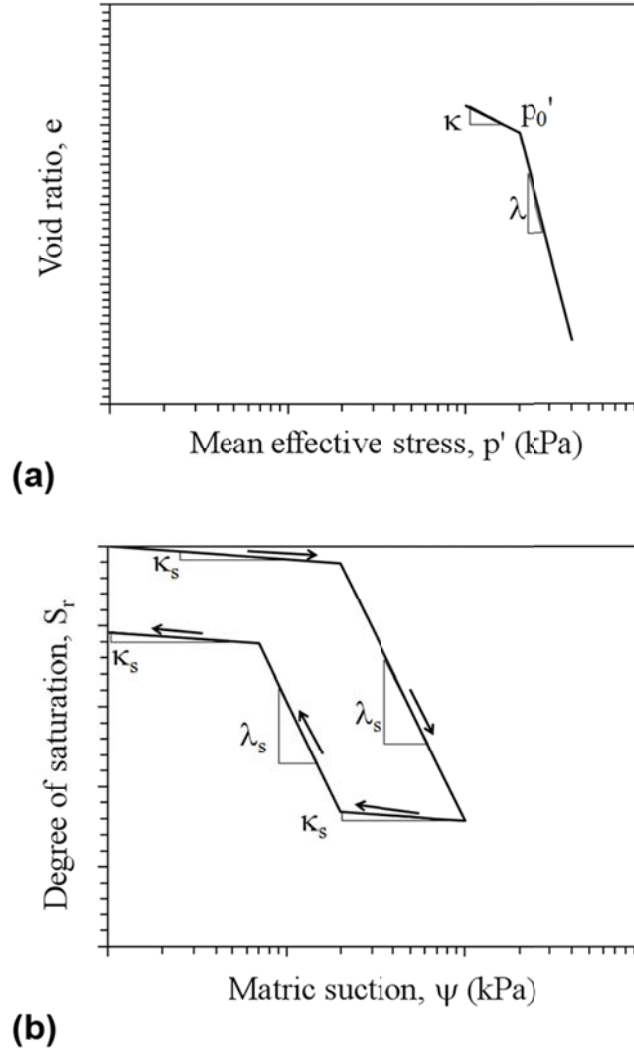 Void ratio, e
κ
p₀'
λ
Mean effective stress, p' (kPa)
(a)
Degree of saturation, Sᵣ
κₛ
κₛ
λₛ
λₛ
κₛ
Matric suction, ψ (kPa)
(b)